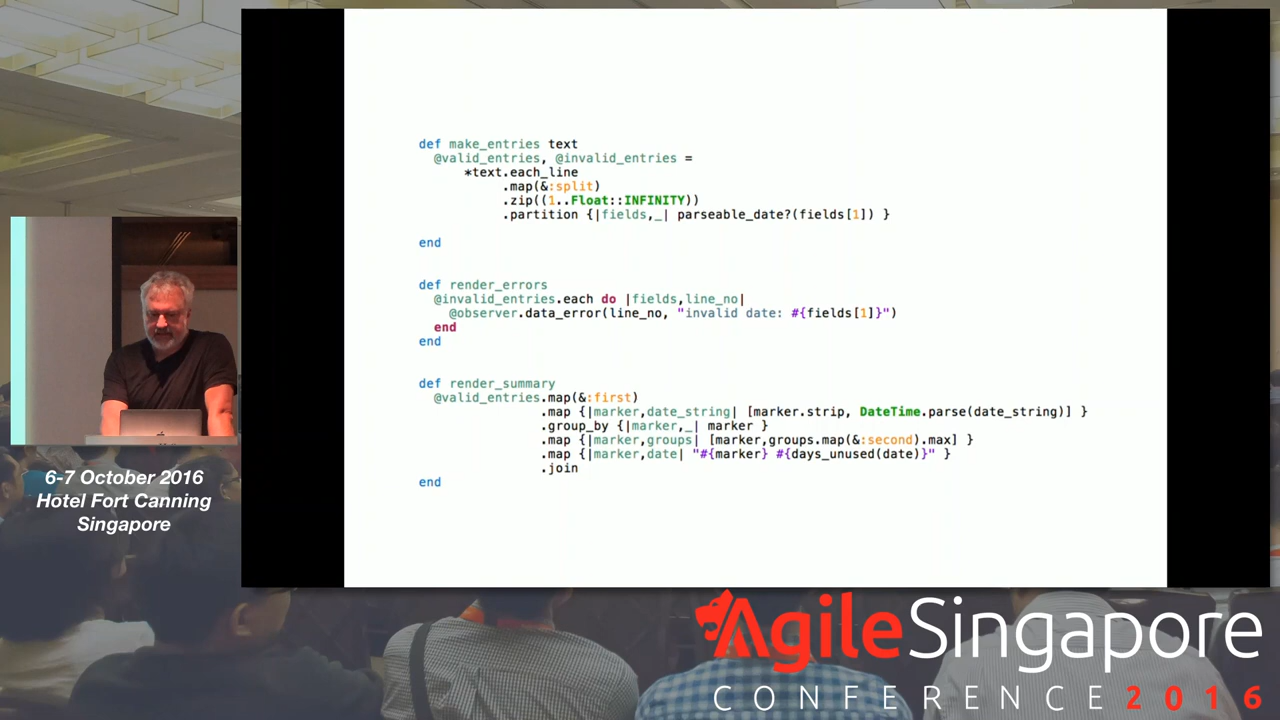 def make_entries text
@valid_entries, @invalid_entries =
*text.each_line
.map(&:split)
.zip((1..Float::INFINITY))
.partition {|fields,_| parseable_date?(fields[1]) }
end
def render_errors
@invalid_entries.each do |fields,line_no|
@observer.data_error(line_no, "invalid date: #{fields[1]}")
end
end
def render_summary
@valid_entries.map(&:first)
.map {|marker,date_string| [marker.strip, DateTime.parse(date_string)] }
.group_by {|marker,_| marker }
.map {|marker,groups| [marker,groups.map(&:second).max] }
.map {|marker,date| "#{marker} #{days_unused(date)}" }
.join
end
6-7 October 2016
Hotel Fort Canning
Singapore
AgileSingapore
CONFERENCE 2016